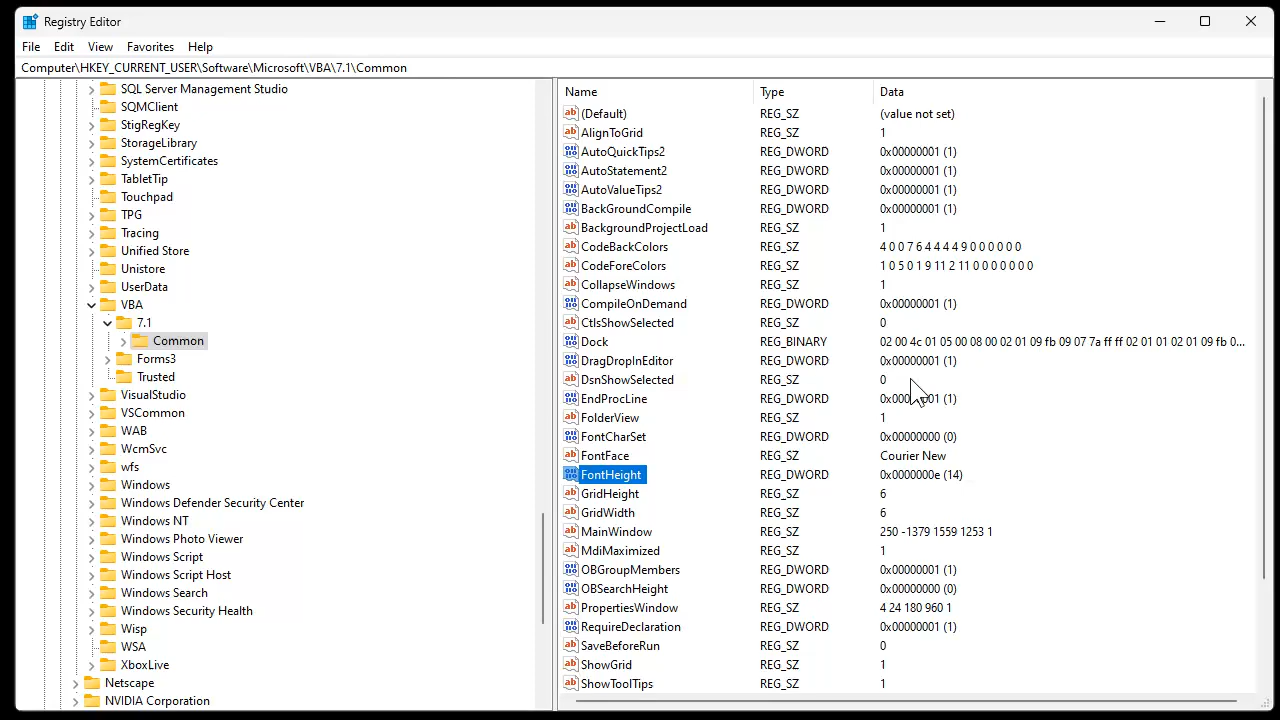 Registry Editor
File Edit View Favorites Help
Computer\HKEY_CURRENT_USER\Software\Microsoft\VBA\7.1\Common
SQL Server Management Studio
SQMClient
StigRegKey
StorageLibrary
SystemCertificates
TabletTip
Touchpad
TPG
Tracing
Unified Store
Unistore
UserData
VBA
7.1
Common
Forms3
Trusted
VisualStudio
VSCommon
WAB
WcmSvc
wfs
Windows
Windows Defender Security Center
Windows NT
Windows Photo Viewer
Windows Script
Windows Script Host
Windows Search
Windows Security Health
Wisp
WSA
XboxLive
Netscape
NVIDIA Corporation
Name Type Data
(Default) REG_SZ (value not set)
AlignToGrid REG_SZ 1
AutoQuickTips2 REG_DWORD 0x00000001 (1)
AutoStatement2 REG_DWORD 0x00000001 (1)
AutoValueTips2 REG_DWORD 0x00000001 (1)
BackGroundCompile REG_DWORD 0x00000001 (1)
BackgroundProjectLoad REG_SZ 1
CodeBackColors REG_SZ 4 0 0 7 6 4 4 4 4 9 0 0 0 0 0 0
CodeForeColors REG_SZ 1 0 5 0 1 9 11 2 11 0 0 0 0 0 0 0
CollapseWindows REG_SZ 1
CompileOnDemand REG_DWORD 0x00000001 (1)
CtlsShowSelected REG_SZ 0
Dock REG_BINARY 02 00 4c 01 05 00 08 00 02 01 09 fb 09 07 7a ff ff 02 01 01 02 01 09 fb 0...
DragDropInEditor REG_DWORD 0x00000001 (1)
DsnShowSelected REG_SZ 0
EndProcLine REG_DWORD (1)
FolderView REG_SZ 1
FontCharSet REG_DWORD 0x00000000 (0)
FontFace REG_SZ Courier New
FontHeight REG_DWORD 0x0000000e (14)
GridHeight REG_SZ 6
GridWidth REG_SZ 6
MainWindow REG_SZ 250 -1379 1559 1253 1
MdiMaximized REG_SZ 1
OBGroupMembers REG_DWORD 0x00000001 (1)
OBSearchHeight REG_DWORD 0x00000000 (0)
PropertiesWindow REG_SZ 4 24 180 960 1
RequireDeclaration REG_DWORD 0x00000001 (1)
SaveBeforeRun REG_SZ 0
ShowGrid REG_SZ 1
ShowToolTips REG_SZ 1